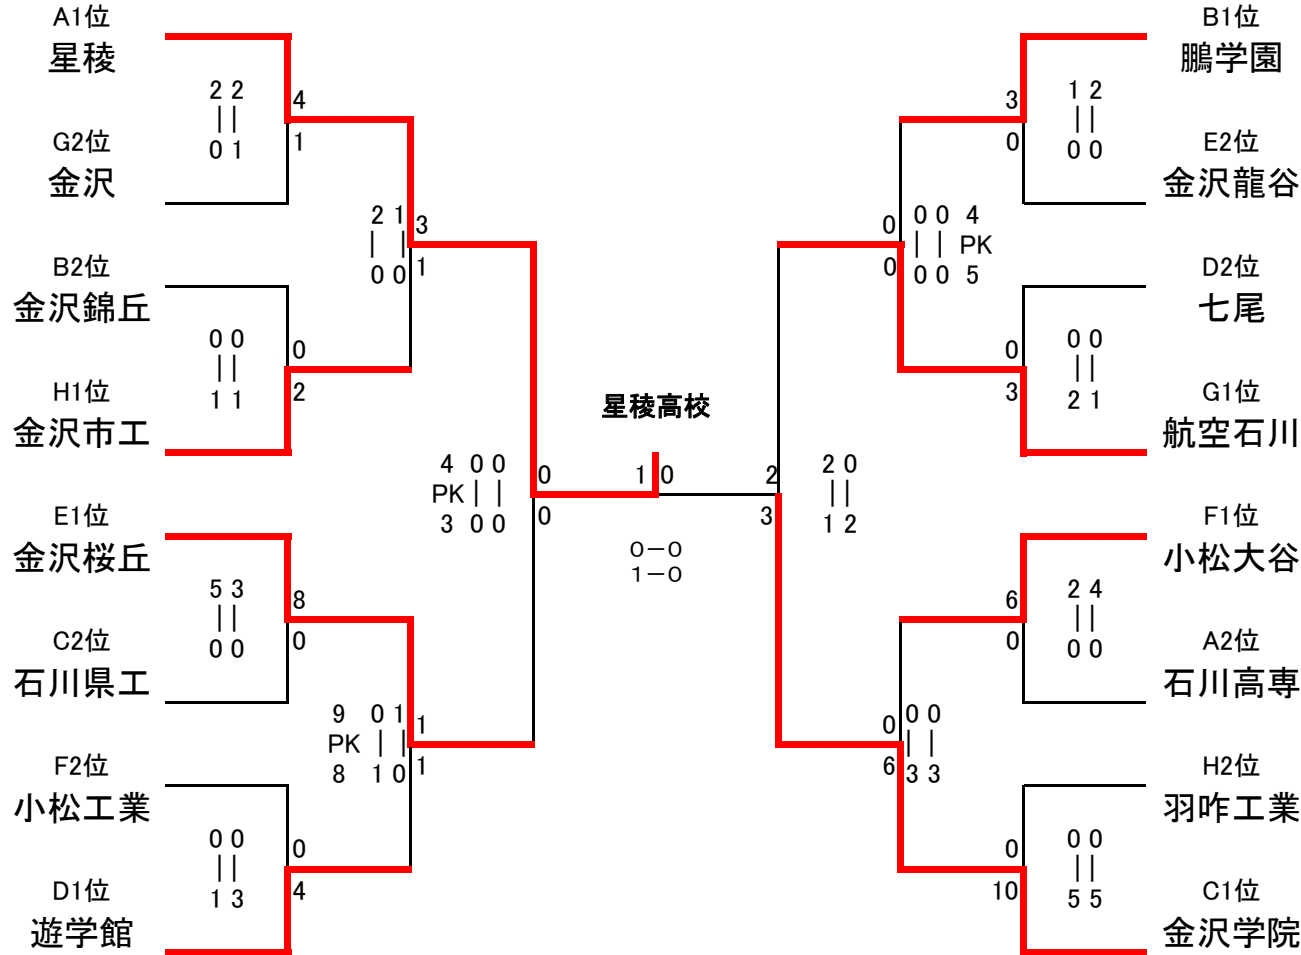 A1位
星稜
2 2
| |
0 1
4
1
G2位
金沢
2 1
| |
0 0
3
1
B2位
金沢錦丘
0 0
| |
1 1
0
2
H1位
金沢市工
4 0 0
PK | |
3 0 0
0
0
E1位
金沢桜丘
5 3
| |
0 0
8
0
C2位
石川県工
9 0 1
PK | |
8 1 0
1
1
F2位
小松工業
0 0
| |
1 3
0
4
D1位
遊学館
星稜高校
1 0
0－0
1－0
B1位
鵬学園
3
0
1 2
| |
0 0
E2位
金沢龍谷
0
0
0 0 4
| | PK
0 0 5
D2位
七尾
0
3
0 0
| |
2 1
G1位
航空石川
2
3
2 0
| |
1 2
F1位
小松大谷
6
0
2 4
| |
0 0
A2位
石川高専
0
6
0 0
| |
3 3
H2位
羽咋工業
0
10
0 0
| |
5 5
C1位
金沢学院